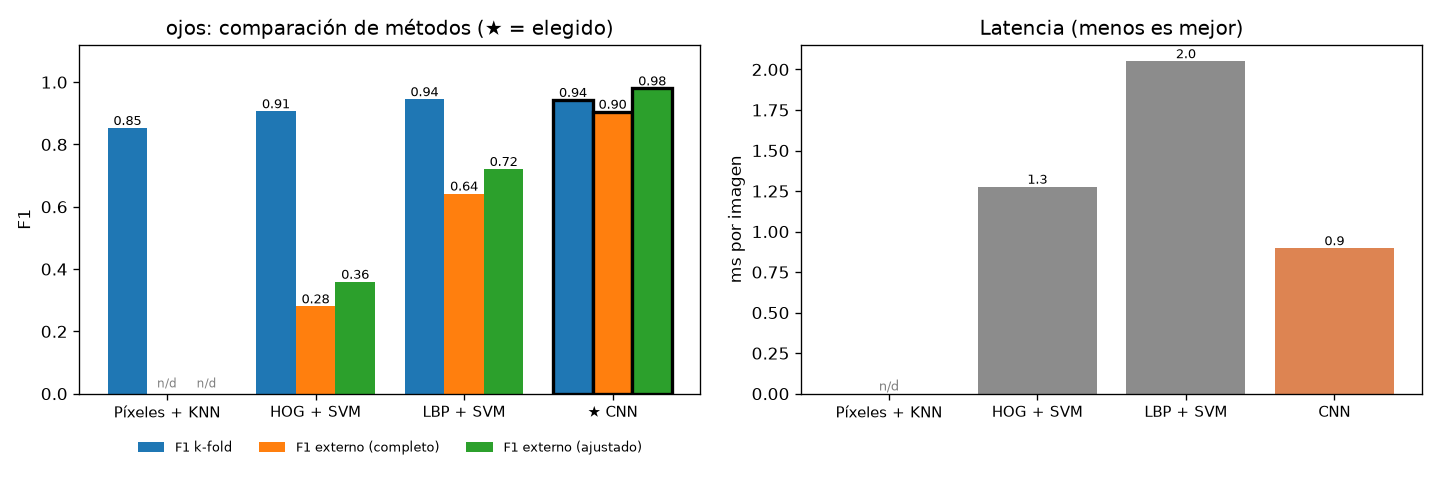 ojos: comparación de métodos (★ = elegido)
F1
1.0
0.8
0.6
0.4
0.2
0.0
0.85
n/d
n/d
0.91
0.28
0.36
0.94
0.64
0.72
0.94
0.90
0.98
Píxeles + KNN
HOG + SVM
LBP + SVM
★ CNN
F1 k-fold
F1 externo (completo)
F1 externo (ajustado)
Latencia (menos es mejor)
ms por imagen
2.00
1.75
1.50
1.25
1.00
0.75
0.50
0.25
0.00
n/d
1.3
2.0
0.9
Píxeles + KNN
HOG + SVM
LBP + SVM
CNN